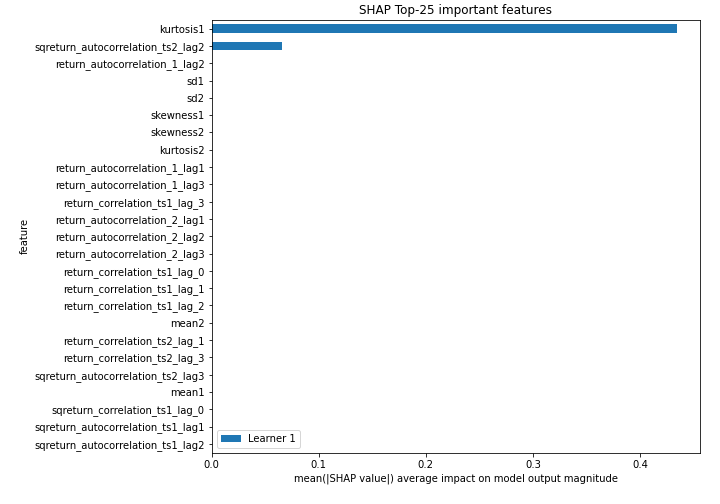 SHAP Top-25 important features
kurtosis1
sqreturn_autocorrelation_ts2_lag2
return_autocorrelation_1_lag2
sd1
sd2
skewness1
skewness2
kurtosis2
return_autocorrelation_1_lag1
return_autocorrelation_1_lag3
return_correlation_ts1_lag_3
return_autocorrelation_2_lag1
return_autocorrelation_2_lag2
return_autocorrelation_2_lag3
return_correlation_ts1_lag_0
return_correlation_ts1_lag_1
return_correlation_ts1_lag_2
mean2
return_correlation_ts2_lag_1
return_correlation_ts2_lag_3
sqreturn_autocorrelation_ts2_lag3
mean1
sqreturn_correlation_ts1_lag_0
sqreturn_autocorrelation_ts1_lag1
sqreturn_autocorrelation_ts1_lag2
feature
Learner 1
0.0 0.1 0.2 0.3 0.4
mean(|SHAP value|) average impact on model output magnitude